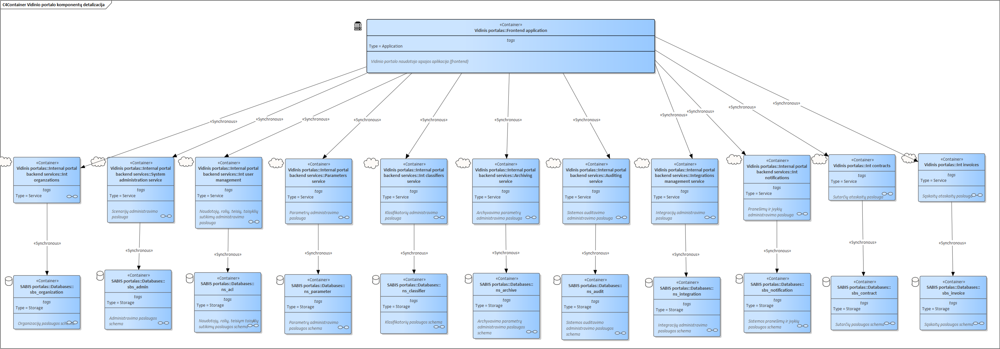 C4Container Vidinio portalo komponentų detalizacija
«Container»
Vidinis portalas::Frontend application
tags
Type = Application
Vidinio portalo naudotojo sąsajos aplikacija (frontend)
«Synchronous»
«Synchronous»
«Synchronous»
«Synchronous»
«Synchronous»
«Synchronous»
«Synchronous»
«Synchronous»
«Synchronous»
«Synchronous»
«Synchronous»
«Container»
Vidinis portalas::Internal portal
backend services::Int
organzations
tags
Type = Service
«Container»
Vidinis portalas::Internal portal
backend services::System
administration service
tags
Type = Service
Scenarijų administravimo
paslauga
«Container»
Vidinis portalas::Internal portal
backend services::Int user
management
tags
Type = Service
Naudotojų, rolių, teisių, taisyklių
sutikimų administravimo
paslauga
«Container»
Vidinis portalas::Internal portal
backend services::Parameters
service
tags
Type = Service
Parametrų administravimo
paslauga
«Container»
Vidinis portalas::Internal portal
backend services::Int classifiers
service
tags
Type = Service
Klasifikatorių administravimo
paslauga
«Container»
Vidinis portalas::Internal portal
backend services::Archiving
service
tags
Type = Service
Archyvavimo parametrų
administravimo paslauga
«Container»
Vidinis portalas::Internal portal
backend services::Auditing
service
tags
Type = Service
Sistemos auditavimo
administravimo paslauga
«Container»
Vidinis portalas::Internal portal
backend services::Integrations
management service
tags
Type = Service
Integracijų administravimo
paslauga
«Container»
Vidinis portalas::Internal portal
backend services::Int
notifications
tags
Type = Service
Pranešimų ir įvykių
administravimo paslauga
«Container»
Vidinis portalas::Int contracts
tags
Type = Service
Sutarčių ataskaitų paslauga
«Container»
Vidinis portalas::Int invoices
tags
Type = Service
Sąskaitų ataskaitų paslauga
«Synchronous»
«Synchronous»
«Synchronous»
«Synchronous»
«Synchronous»
«Synchronous»
«Synchronous»
«Synchronous»
«Synchronous»
«Synchronous»
«Synchronous»
«Container»
SABIS portalas::Databases::
sbs_organization
tags
Type = Storage
Organizacijų paslaugos schema
«Container»
SABIS portalas::Databases::
sbs_admin
tags
Type = Storage
Administravimo paslaugos
schema
«Container»
SABIS portalas::Databases::
ns_acl
tags
Type = Storage
Naudotojų, rolių, teisiųm taisyklių
sutikimų paslaugos schema
«Container»
SABIS portalas::Databases::
ns_parameter
tags
Type = Storage
Parametrų administravimo
paslaugos schema
«Container»
SABIS portalas::Databases::
ns_classifier
tags
Type = Storage
Klasifikatorių paslaugos schema
«Container»
SABIS portalas::Databases::
ns_archive
tags
Type = Storage
Archyvavimo parametrų
administravimo paslaugos
schema
«Container»
SABIS portalas::Databases::
ns_audit
tags
Type = Storage
Sistemos auditavimo
administravimo paslaugos
schema
«Container»
SABIS portalas::Databases::
ns_integration
tags
Type = Storage
Integracijų administravimo
paslaugos schema
«Container»
SABIS portalas::Databases::
sbs_notification
tags
Type = Storage
Sistemos pranešimų ir įvykių
paslaugos schema
«Container»
SABIS portalas::Databases::
sbs_contract
tags
Type = Storage
Sutarčių paslaugos schema
«Container»
SABIS portalas::Databases::
sbs_invoice
tags
Type = Storage
Sąskaitų paslaugos schema